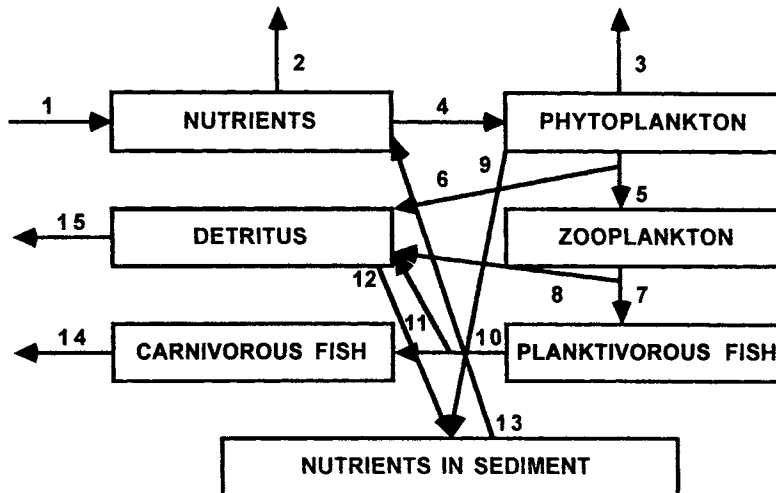 2 3
1 4
NUTRIENTS PHYTOPLANKTON
9
6 5
15 DETRITUS ZOOPLANKTON
12 8 7
11
14 CARNIVOROUS FISH 10 PLANKTIVOROUS FISH
13
NUTRIENTS IN SEDIMENT